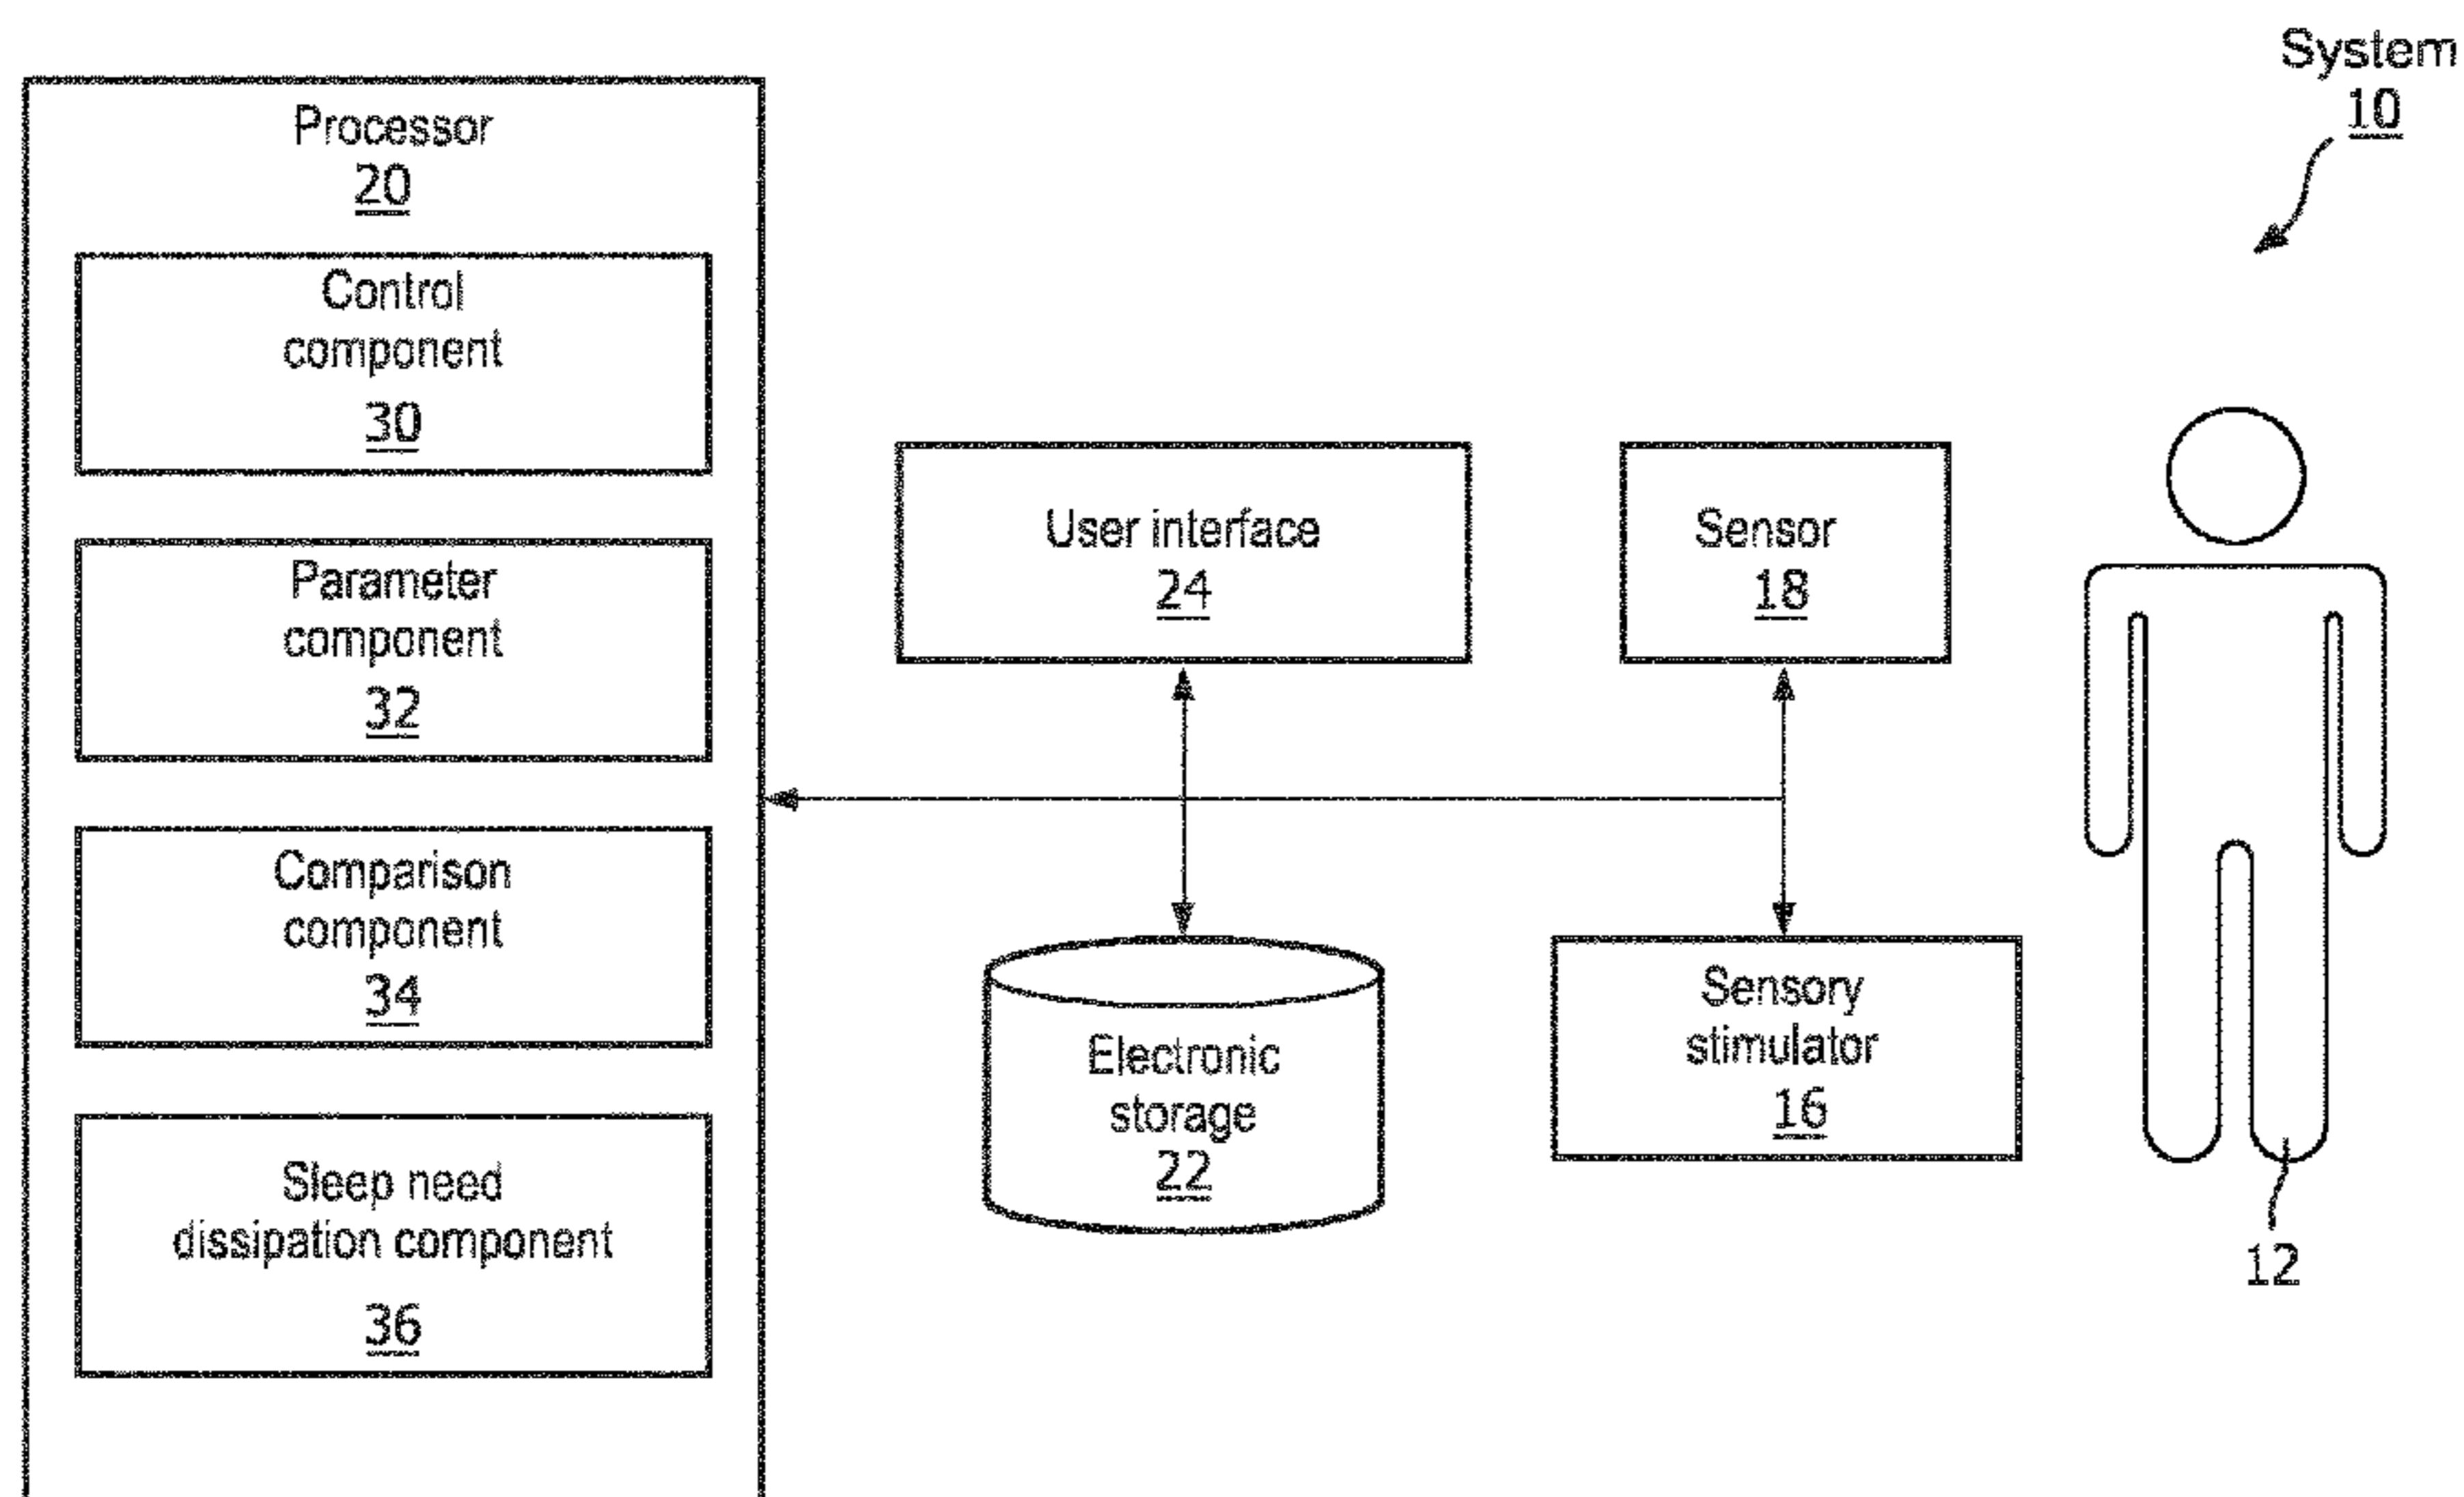 System
10
Processor
20
Control
component
30
Parameter
component
32
Comparison
component
34
Sleep need
dissipation component
36
User interface
24
Sensor
18
Electronic
storage
22
Sensory
stimulator
16
12